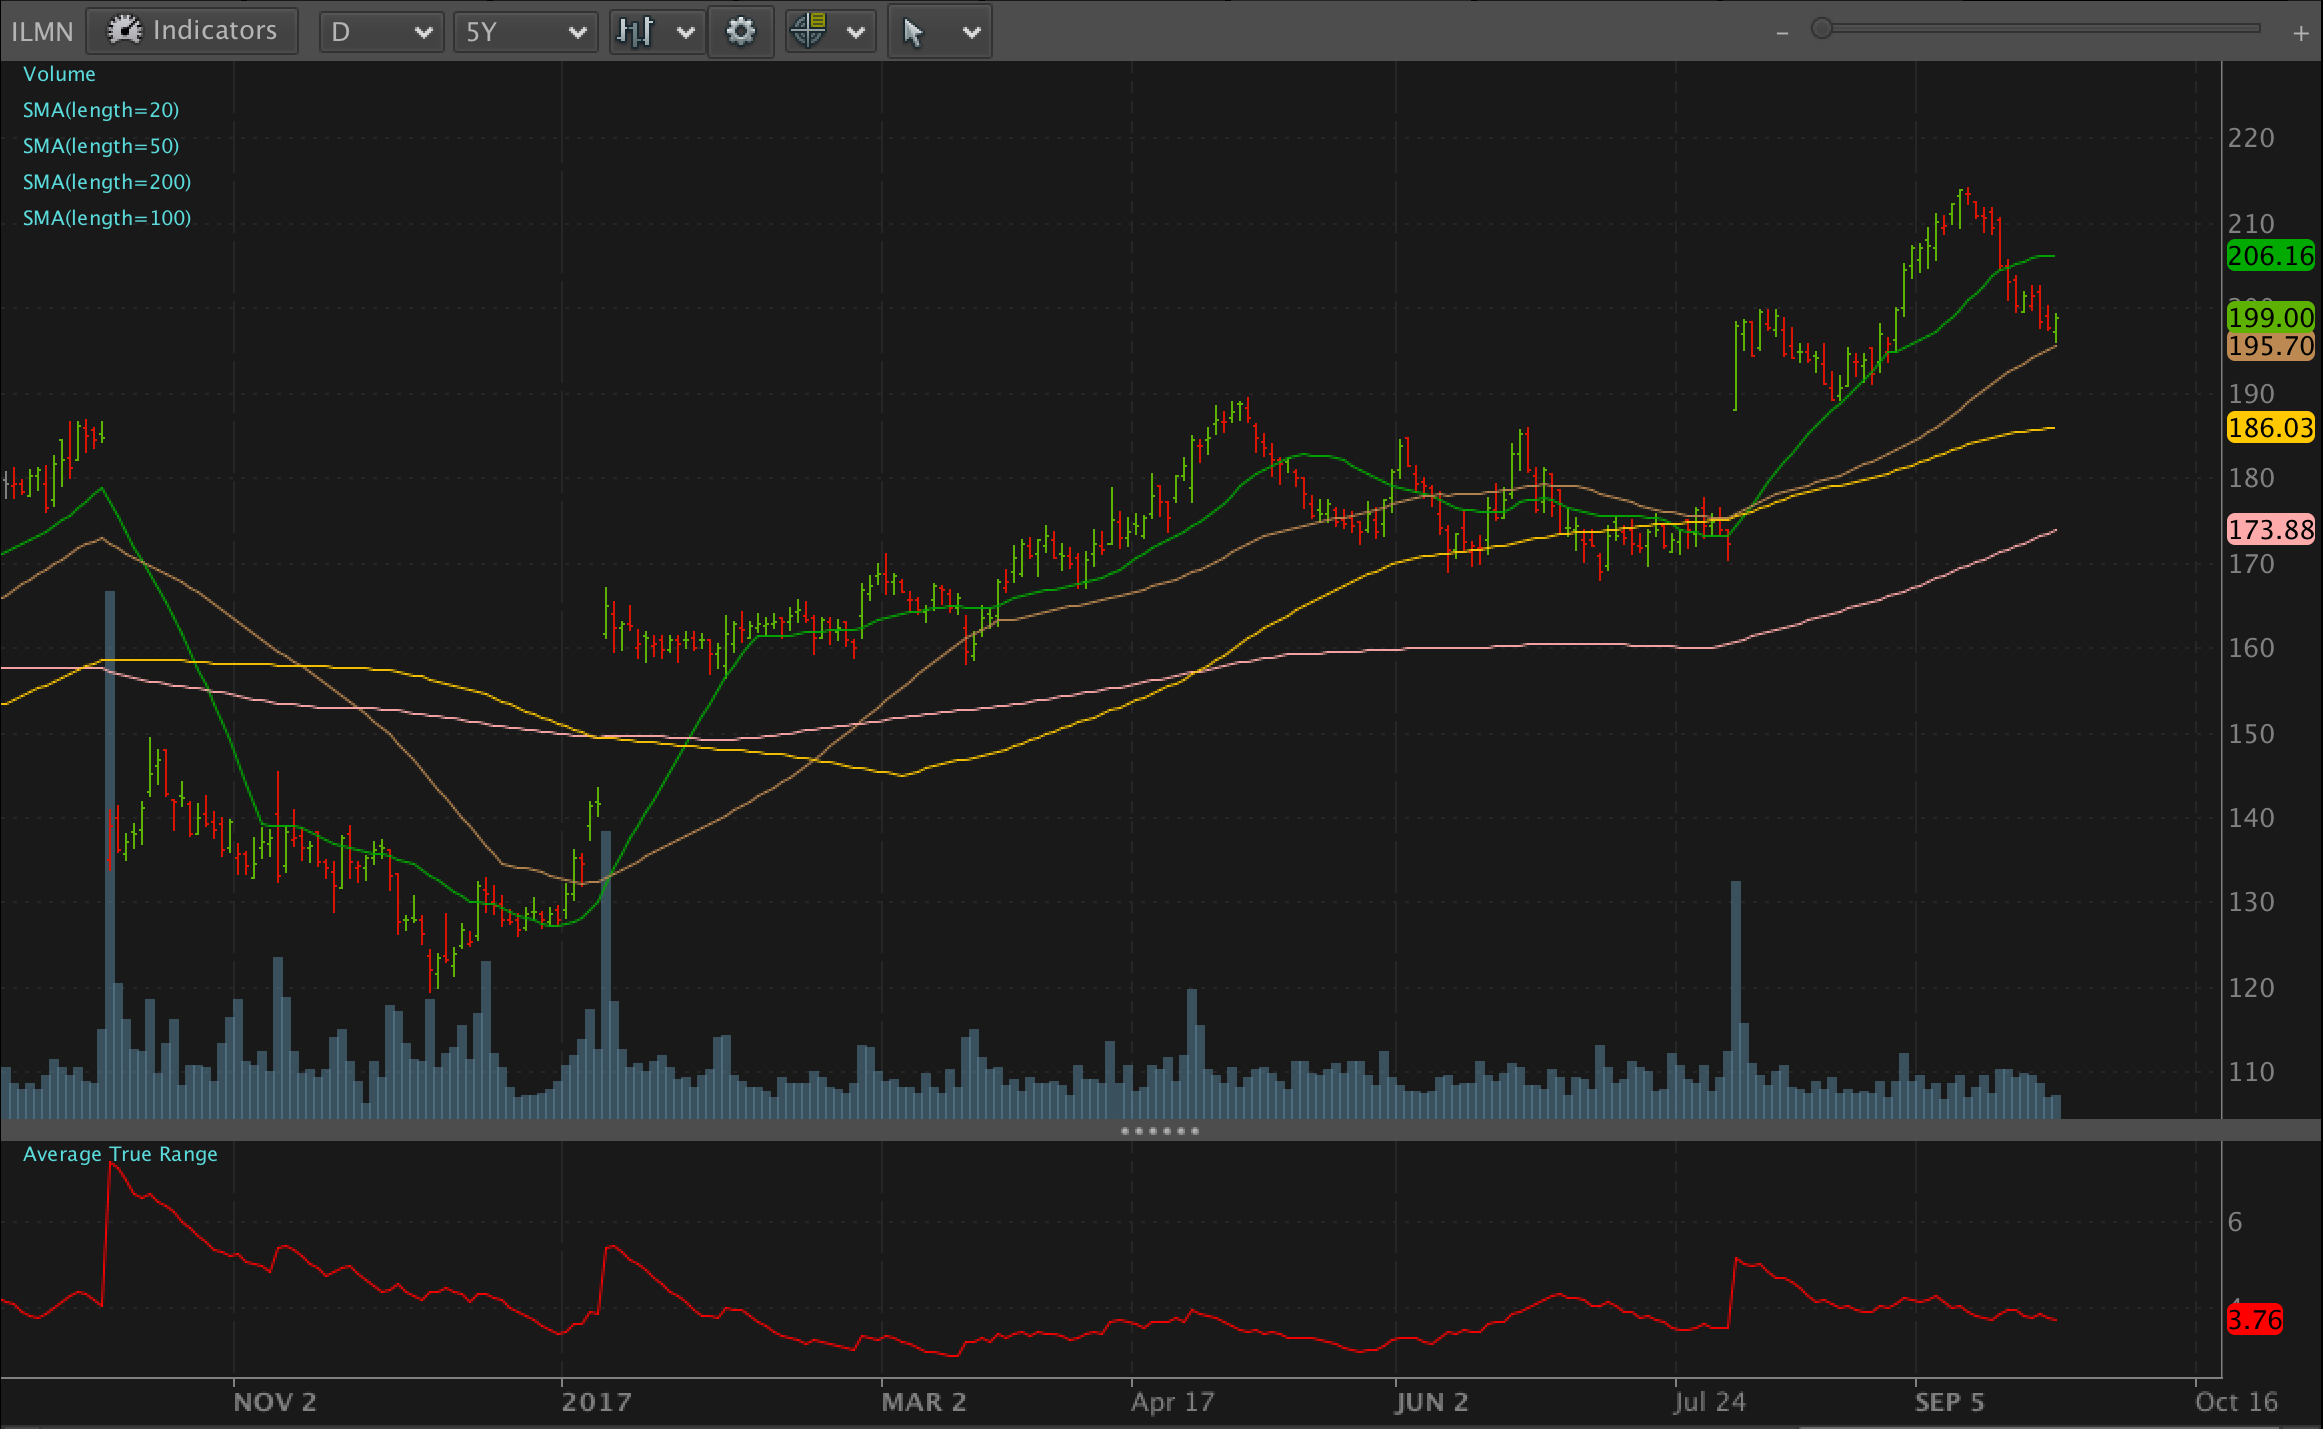 ILMN Indicators D 5Y - +
Volume
SMA(length=20)
SMA(length=50)
SMA(length=200)
SMA(length=100)
220
210
206.16
199.00
195.70
190
186.03
180
173.88
170
160
150
140
130
120
110
Average True Range
6
3.76
NOV 2 2017 MAR 2 Apr 17 JUN 2 Jul 24 SEP 5 Oct 16